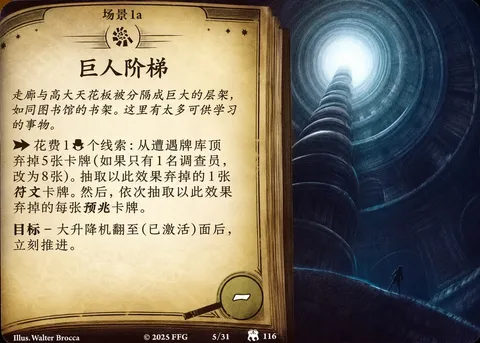 场景1a
巨人阶梯
走廊与高大天花板被分隔成巨大的层架，
如同图书馆的书架。这里有太多可供学习
的事物。
花费1个线索：从遭遇牌库顶
弃掉5张卡牌（如果只有1名调查员，
改为8张）。抽取以此效果弃掉的1张
符文卡牌。然后，依次抽取以此效果
弃掉的每张预兆卡牌。
目标 – 大升降机翻至(已激活)面后，
立刻推进。
–
Illus. Walter Brocca © 2025 FFG 5/31 116